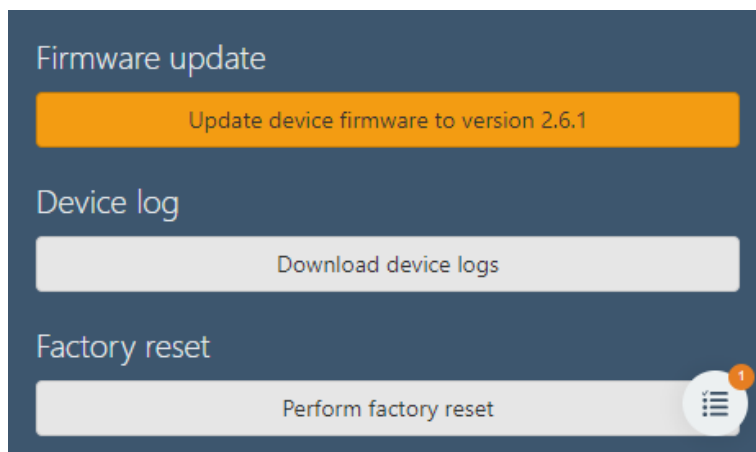 Firmware update
Update device firmware to version 2.6.1
Device log
Download device logs
Factory reset
Perform factory reset
1